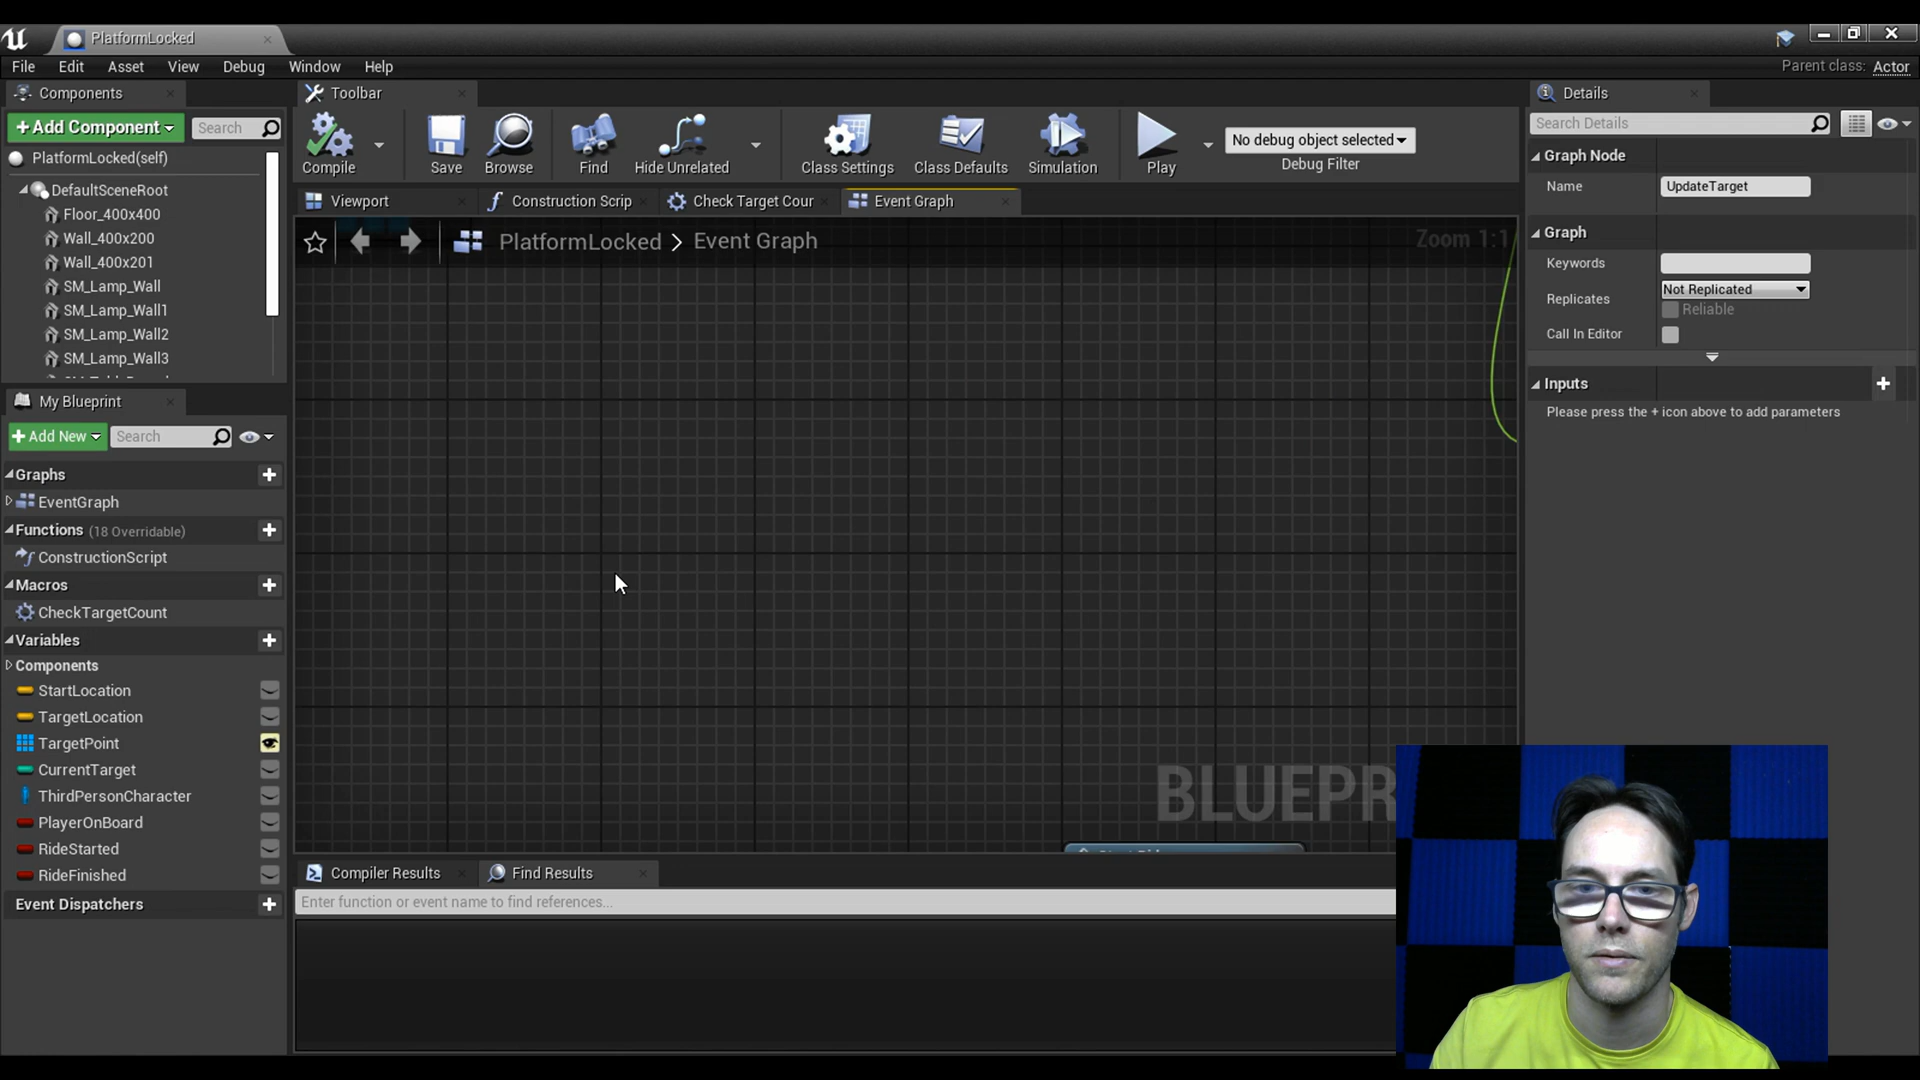 PlatformLocked
File Edit Asset View Debug Window Help
Parent class: Actor
Components
+Add Component
Search
PlatformLocked(self)
DefaultSceneRoot
Floor_400x400
Wall_400x200
Wall_400x201
SM_Lamp_Wall
SM_Lamp_Wall1
SM_Lamp_Wall2
SM_Lamp_Wall3
My Blueprint
+Add New
Search
Graphs
EventGraph
Functions (18 Overridable)
ConstructionScript
Macros
CheckTargetCount
Variables
Components
StartLocation
TargetLocation
TargetPoint
CurrentTarget
ThirdPersonCharacter
PlayerOnBoard
RideStarted
RideFinished
Event Dispatchers
Toolbar
Compile
Save
Browse
Find
Hide Unrelated
Class Settings
Class Defaults
Simulation
Play
No debug object selected
Debug Filter
Viewport
Construction Scrip
Check Target Cour
Event Graph
PlatformLocked > Event Graph
Zoom 1:1
BLUEPR
Compiler Results
Find Results
Enter function or event name to find references...
Details
Search Details
Graph Node
Name UpdateTarget
Graph
Keywords
Replicates Not Replicated
Reliable
Call In Editor
Inputs
Please press the + icon above to add parameters